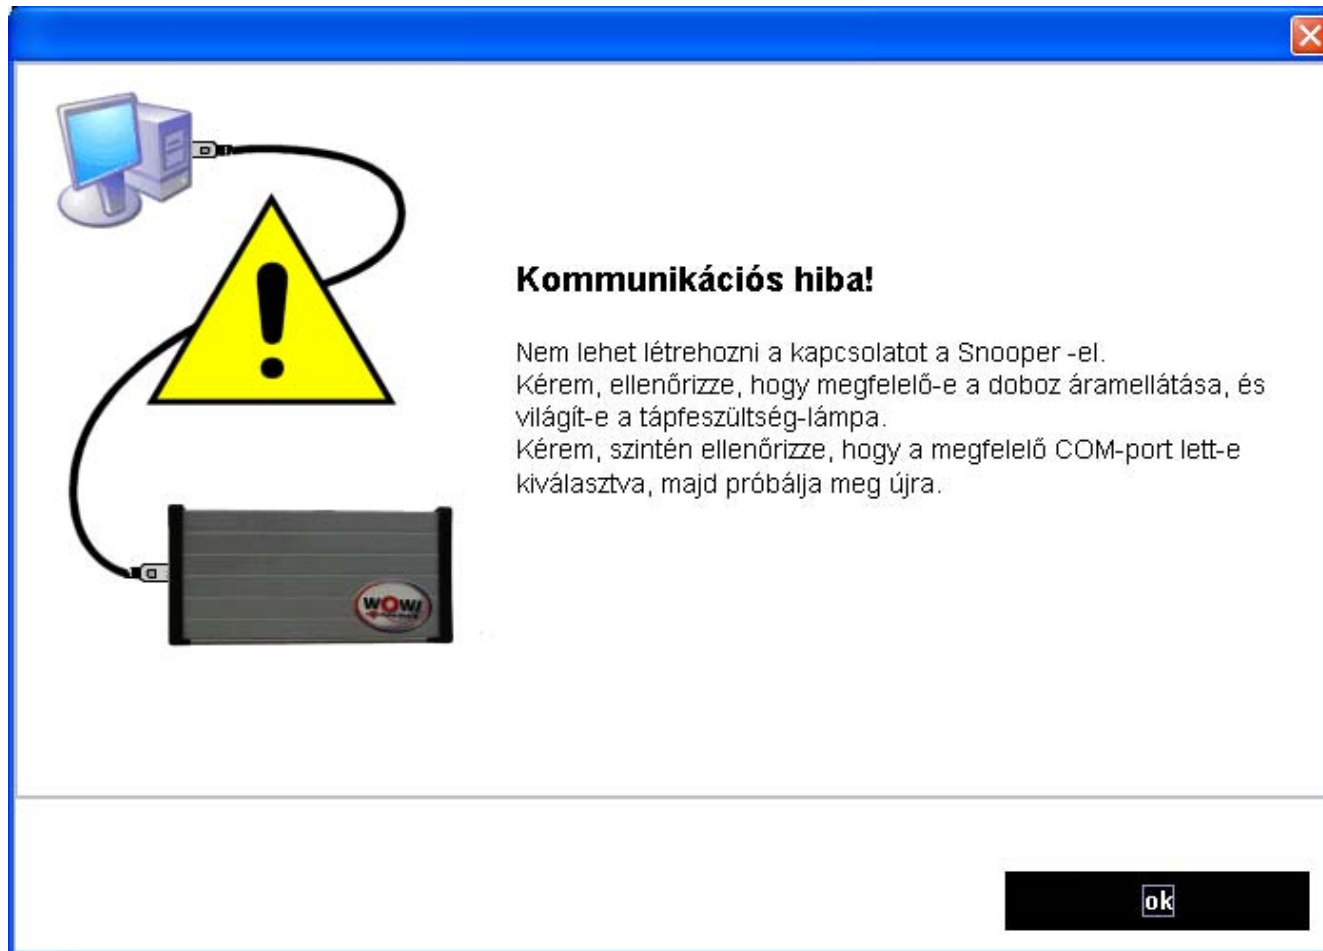 Kommunikációs hiba!
Nem lehet létrehozni a kapcsolatot a Snooper -el.
Kérem, ellenőrizze, hogy megfelelő-e a doboz áramellátása, és
világít-e a tápfeszültség-lámpa.
Kérem, szintén ellenőrizze, hogy a megfelelő COM-port lett-e
kiválasztva, majd próbálja meg újra.
WOW!
ok